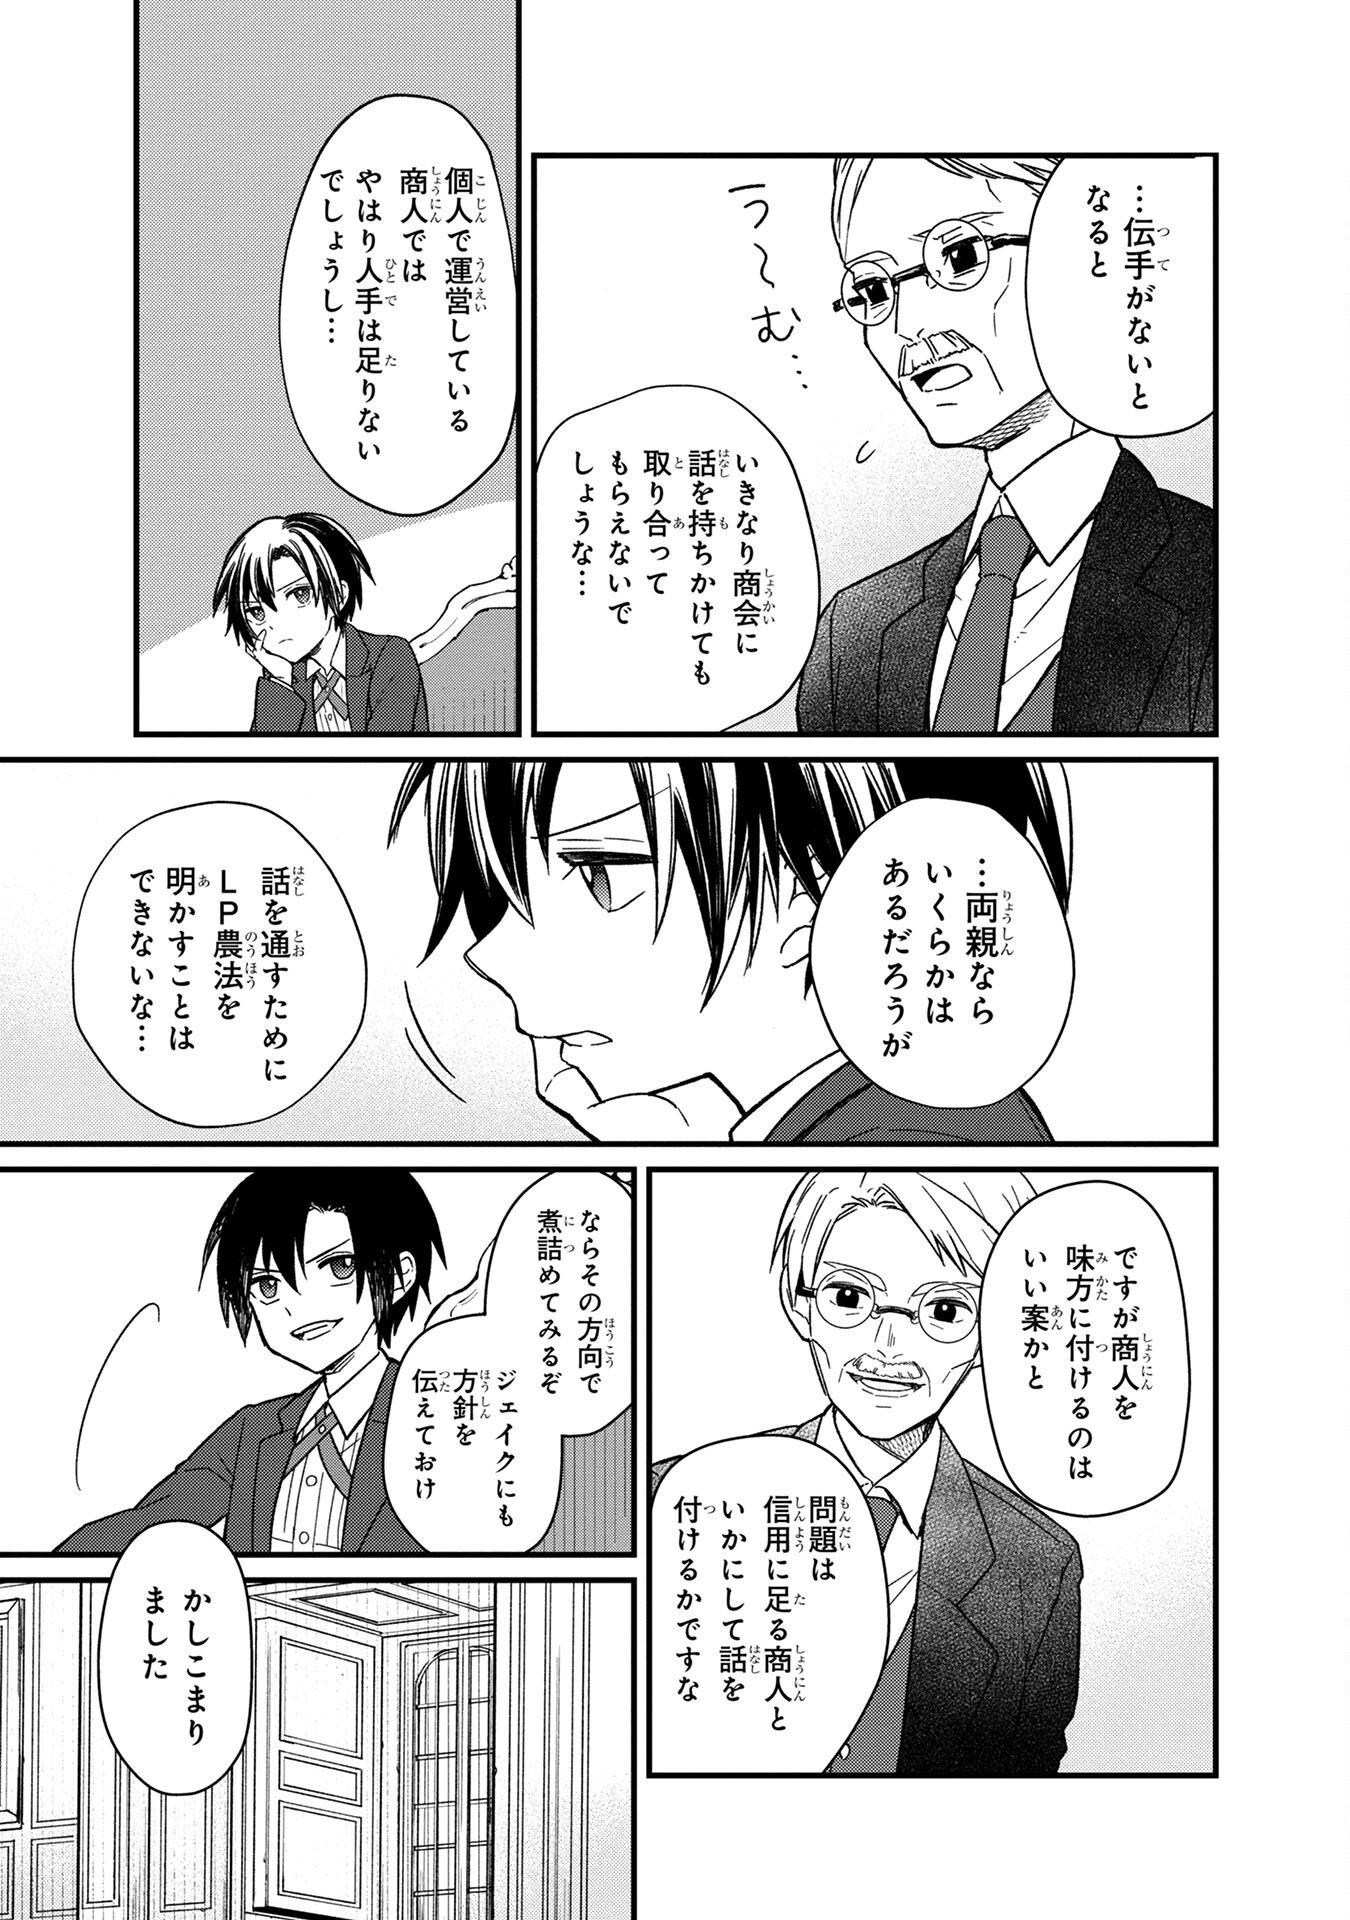 …伝手がないと
なると
う～む…
いきなり商会に
話を持ちかけても
取り合って
もらえないで
しょうな…
個人で運営している
商人では
やはり人手は足りない
でしょうし…
…両親なら
いくらかは
あるだろうが
話を通すために
LP農法を
明かすことは
できないな…
ですが商人を
味方に付けるのは
いい案かと
問題は
信用に足る商人と
いかにして話を
付けるかですな
ならその方向で
煮詰めてみるぞ
ジェイクにも
方針を
伝えておけ
かしこまり
ました